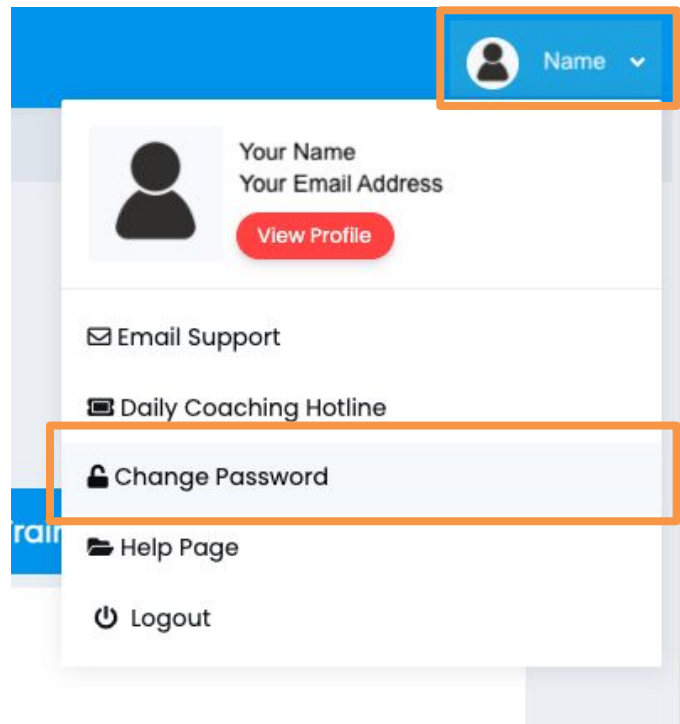 Name
Your Name
Your Email Address
View Profile
Email Support
Daily Coaching Hotline
Change Password
Help Page
Logout